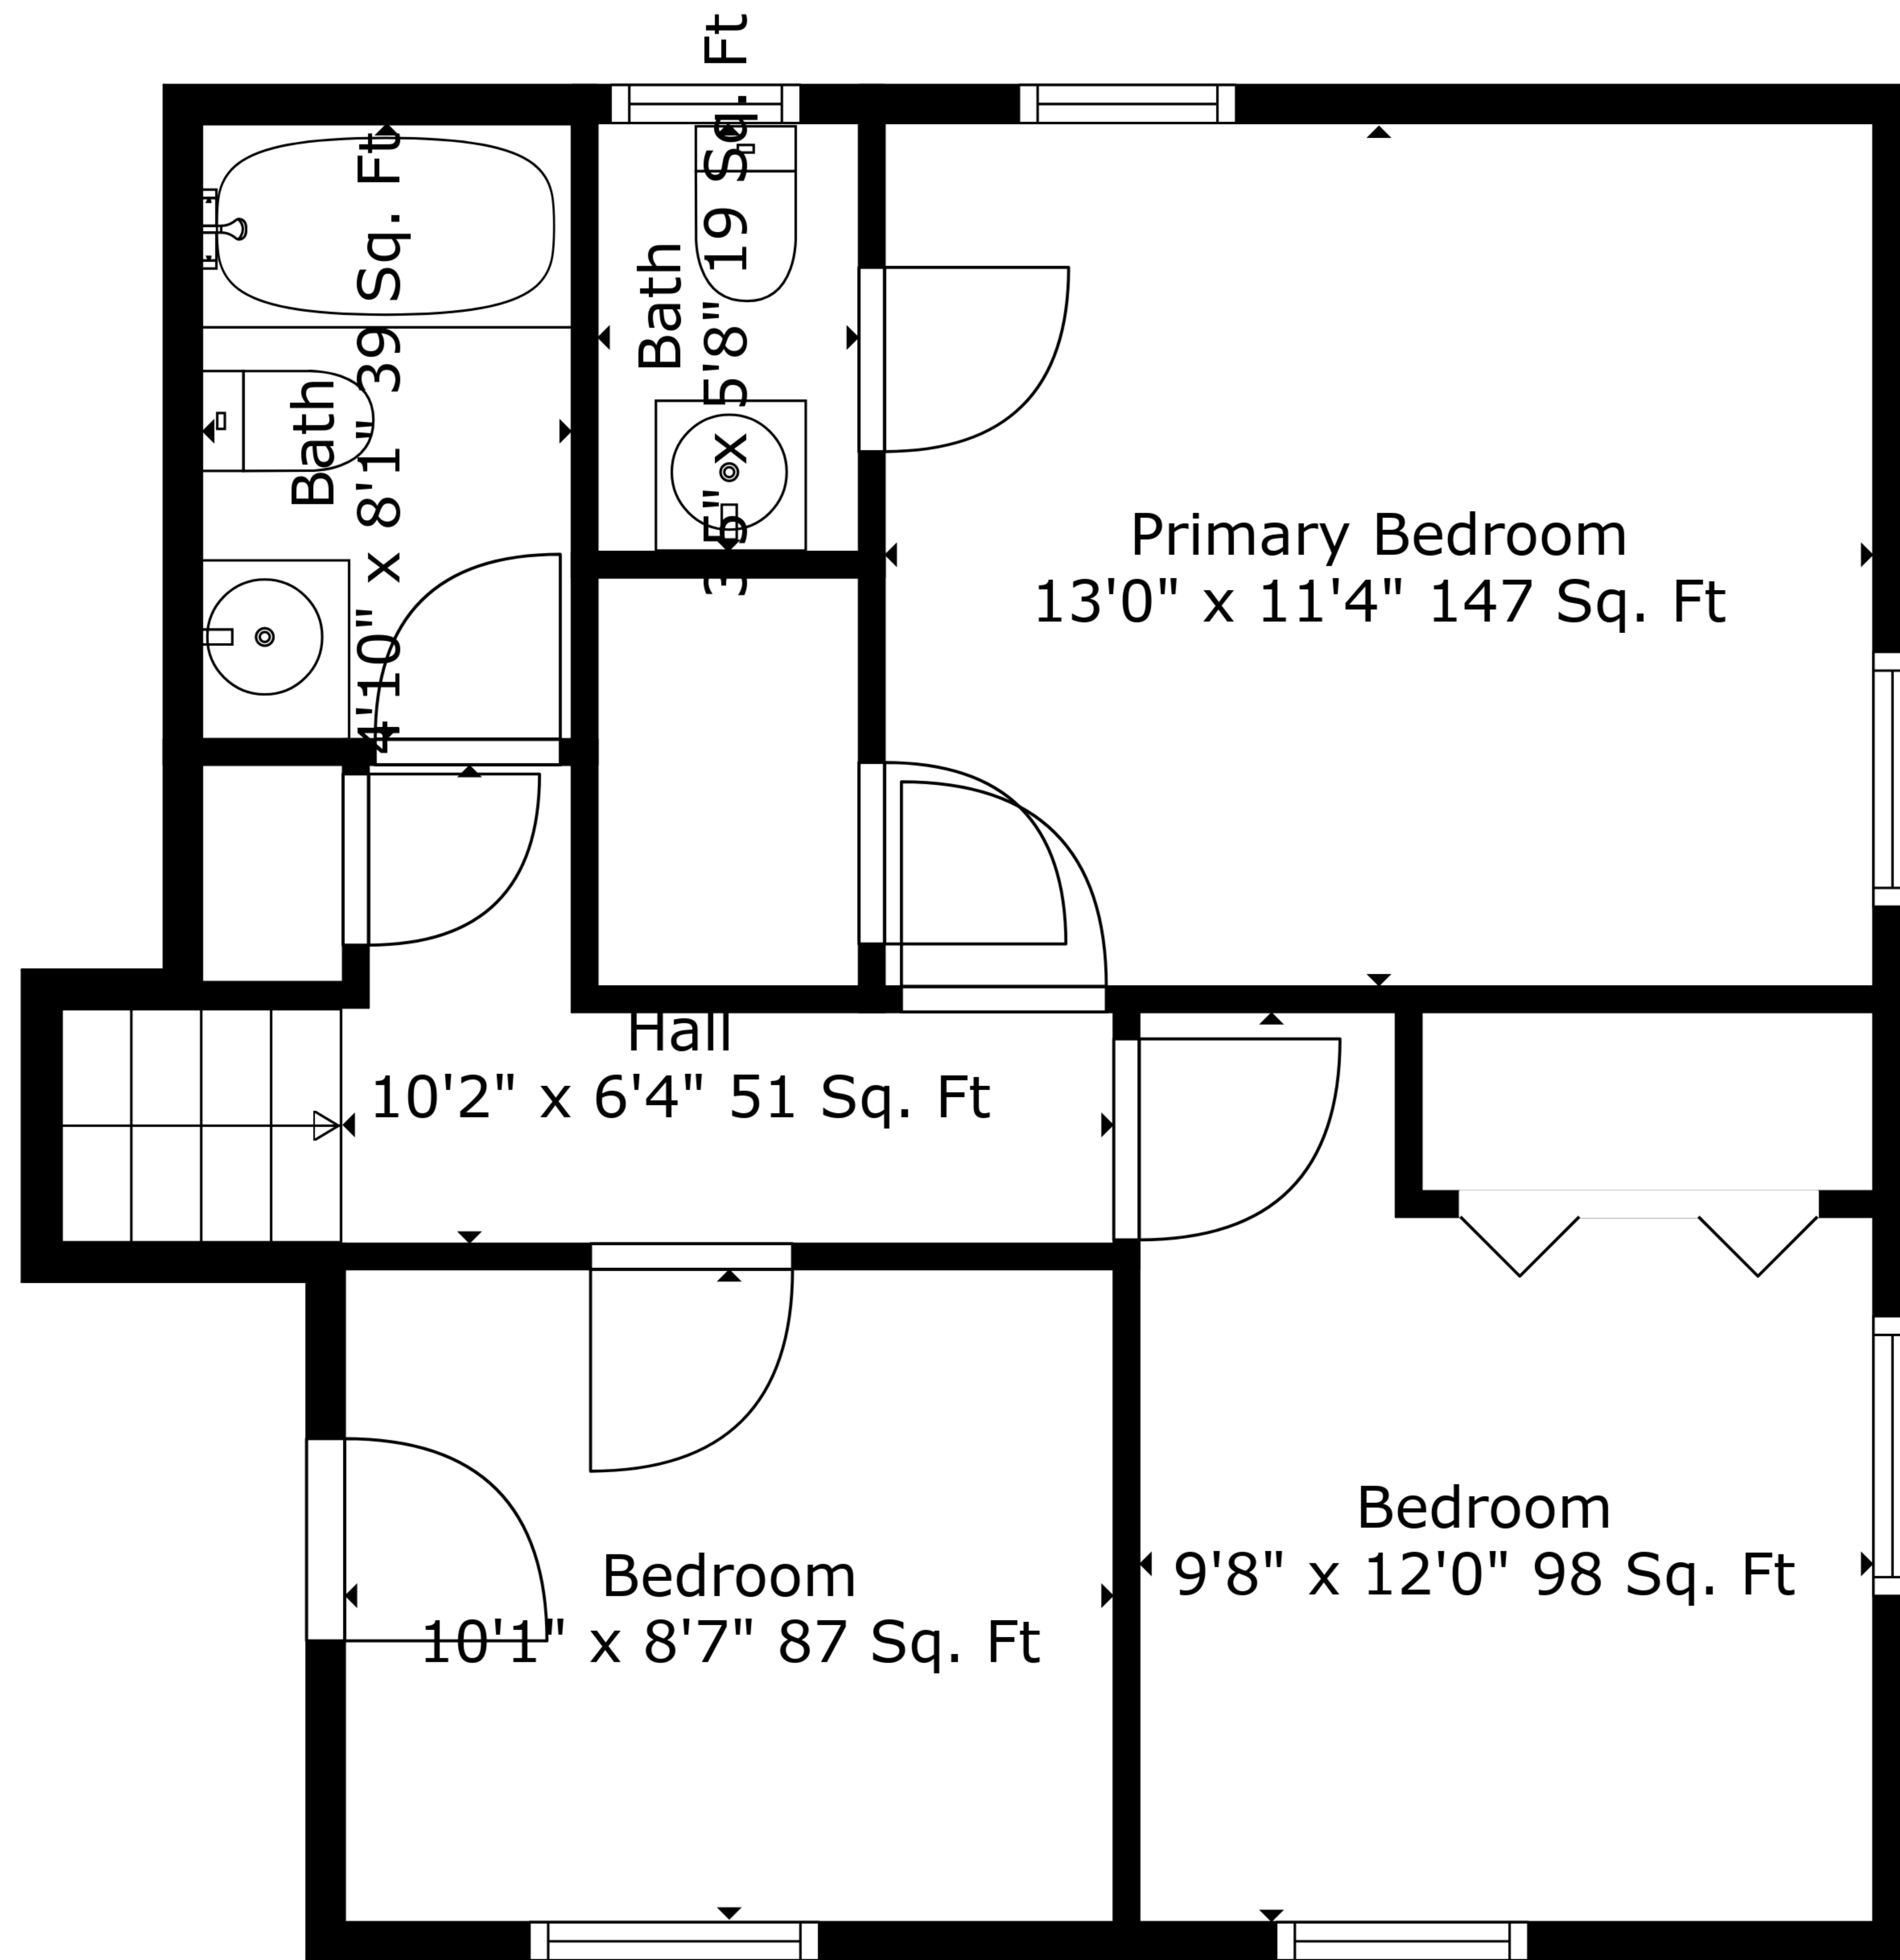 Bath
4'10" x 8'1" 39 Sq. Ft
Bath
3'5" x 5'8" 19 Sq. Ft
Primary Bedroom
13'0" x 11'4" 147 Sq. Ft
Hall
10'2" x 6'4" 51 Sq. Ft
Bedroom
10'1" x 8'7" 87 Sq. Ft
Bedroom
9'8" x 12'0" 98 Sq. Ft